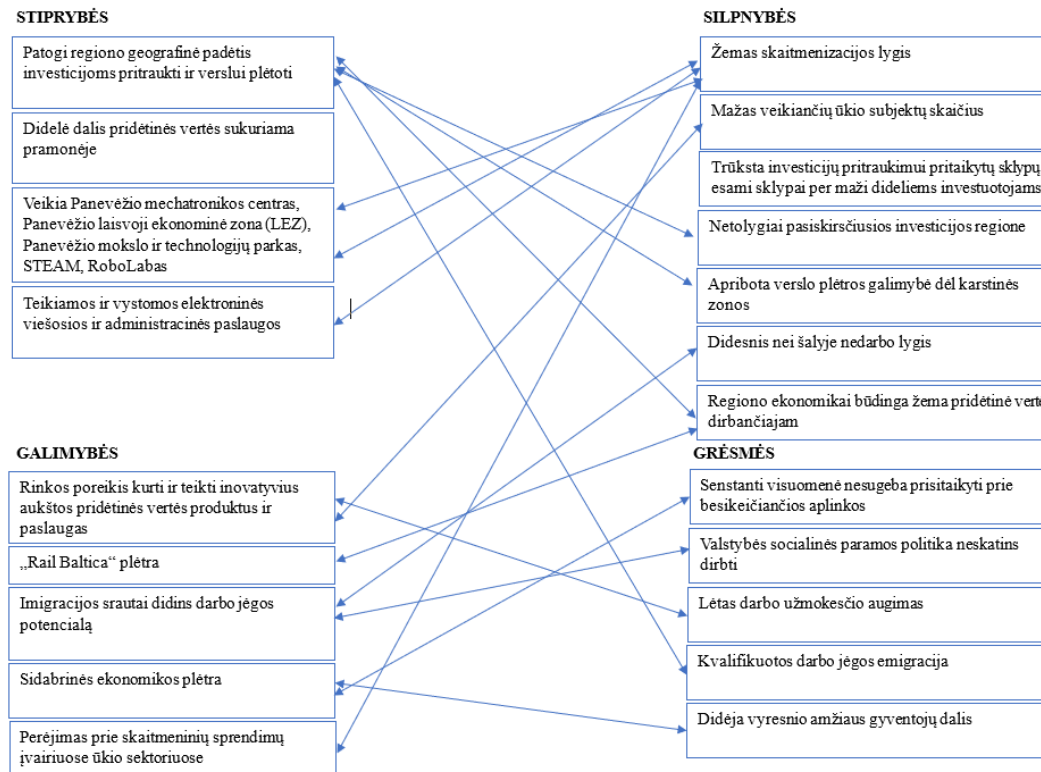 STIPRYBĖS
Patogi regiono geografinė padėtis
investicijoms pritraukti ir verslui plėtoti
Didelė dalis pridėtinės vertės sukuriama
pramonėje
Veikia Panevėžio mechatronikos centras,
Panevėžio laisvoji ekonominė zona (LEZ),
Panevėžio mokslo ir technologijų parkas,
STEAM, RoboLabas
Teikiamos ir vystomos elektroninės
viešosios ir administracinės paslaugos
SILPNYBĖS
Žemas skaitmenizacijos lygis
Mažas veikiančių ūkio subjektų skaičius
Trūksta investicijų pritraukimui pritaikytų sklypų
esami sklypai per maži dideliems investuotojams
Netolygiai pasiskirsčiusios investicijos regione
Apribota verslo plėtros galimybė dėl karstinės
zonos
Didesnis nei šalyje nedarbo lygis
Regiono ekonomikai būdinga žema pridėtinė vertė
dirbančiajam
GALIMYBĖS
Rinkos poreikis kurti ir teikti inovatyvius
aukštos pridėtinės vertės produktus ir
paslaugas
„Rail Baltica“ plėtra
Imigracijos srautai didins darbo jėgos
potencialą
Sidabrinės ekonomikos plėtra
Perėjimas prie skaitmeninių sprendimų
įvairiuose ūkio sektoriuose
GRĖSMĖS
Senstanti visuomenė nesugeba prisitaikyti prie
besikeičiančios aplinkos
Valstybės socialinės paramos politika neskatins
dirbti
Lėtas darbo užmokesčio augimas
Kvalifikuotos darbo jėgos emigracija
Didėja vyresnio amžiaus gyventojų dalis